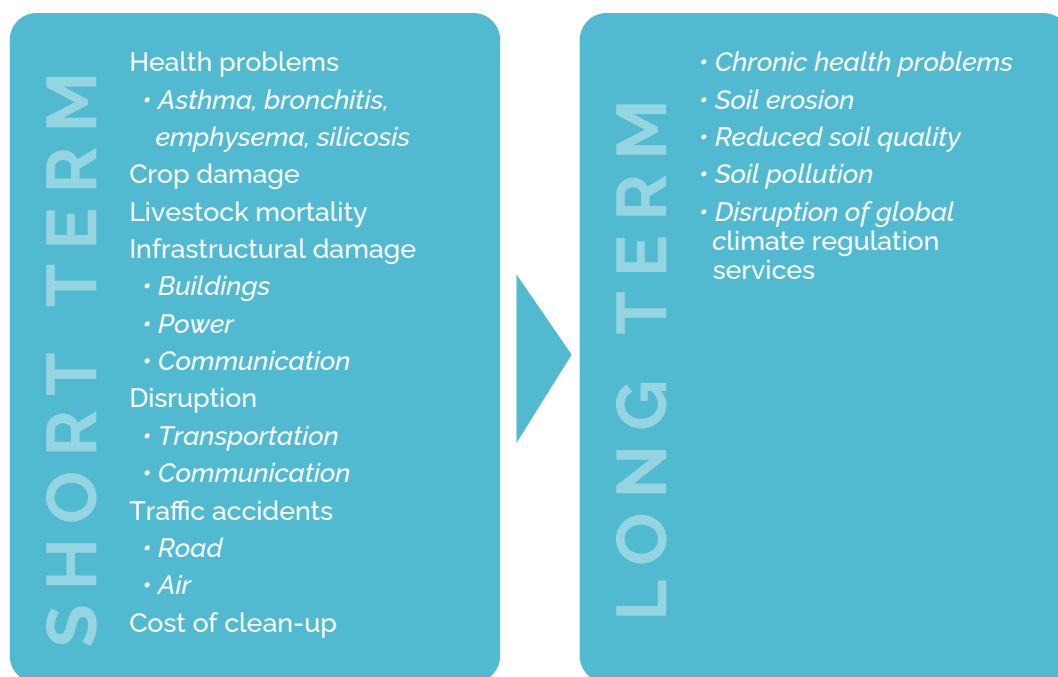 SHORT TERM
Health problems
• Asthma, bronchitis,
emphysema, silicosis
Crop damage
Livestock mortality
Infrastructural damage
• Buildings
• Power
• Communication
Disruption
• Transportation
• Communication
Traffic accidents
• Road
• Air
Cost of clean-up
LONG TERM
• Chronic health problems
• Soil erosion
• Reduced soil quality
• Soil pollution
• Disruption of global
climate regulation
services